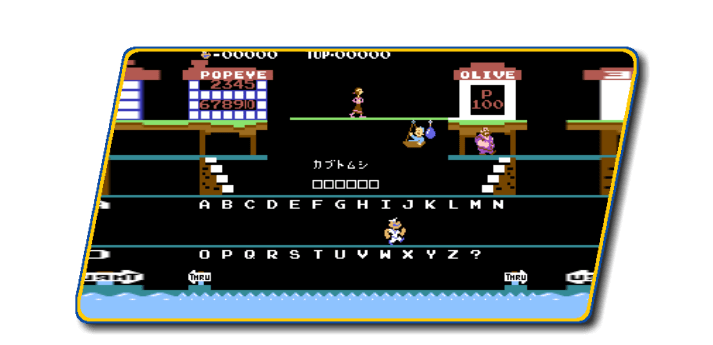 -00000 TOP-00000
POPEYE OLIVE
2345 P
67890 100
カブトムシ
A B C D E F G H I J K L M N
O P Q R S T U V W X Y Z ?
THRU THRU